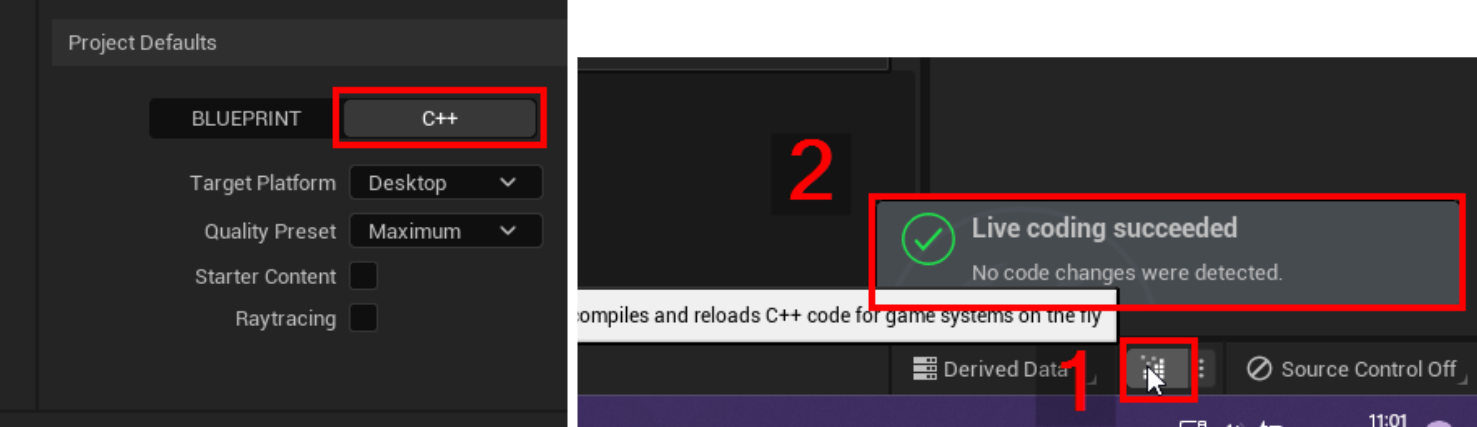 Project Defaults
BLUEPRINT
C++
Target Platform
Desktop
Quality Preset
Maximum
Starter Content
Raytracing
2
Live coding succeeded
No code changes were detected.
compiles and reloads C++ code for game systems on the fly
Derived Data
1
Source Control Off
11:01